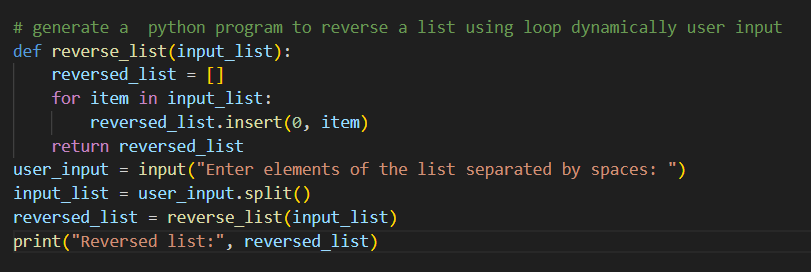 # generate a  python program to reverse a list using loop dynamically user input
def reverse_list(input_list):
    reversed_list = []
    for item in input_list:
        reversed_list.insert(0, item)
    return reversed_list
user_input = input("Enter elements of the list separated by spaces: ")
input_list = user_input.split()
reversed_list = reverse_list(input_list)
print("Reversed list:", reversed_list)